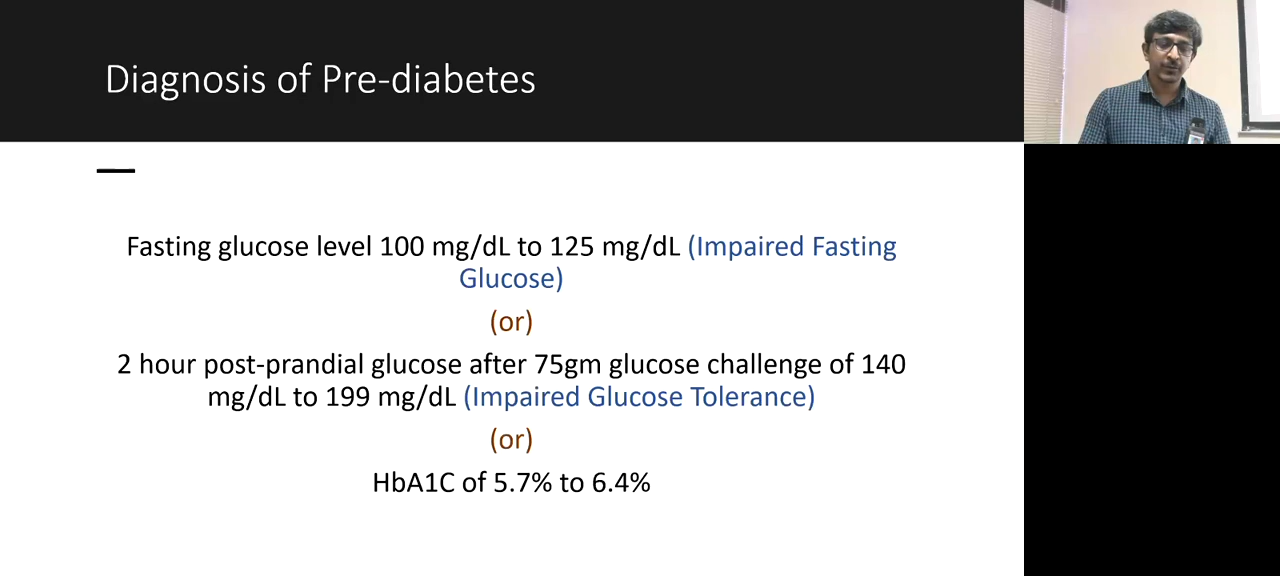 Diagnosis of Pre-diabetes
Fasting glucose level 100 mg/dL to 125 mg/dL (Impaired Fasting
Glucose)
(or)
2 hour post-prandial glucose after 75gm glucose challenge of 140
mg/dL to 199 mg/dL (Impaired Glucose Tolerance)
(or)
HbA1C of 5.7% to 6.4%